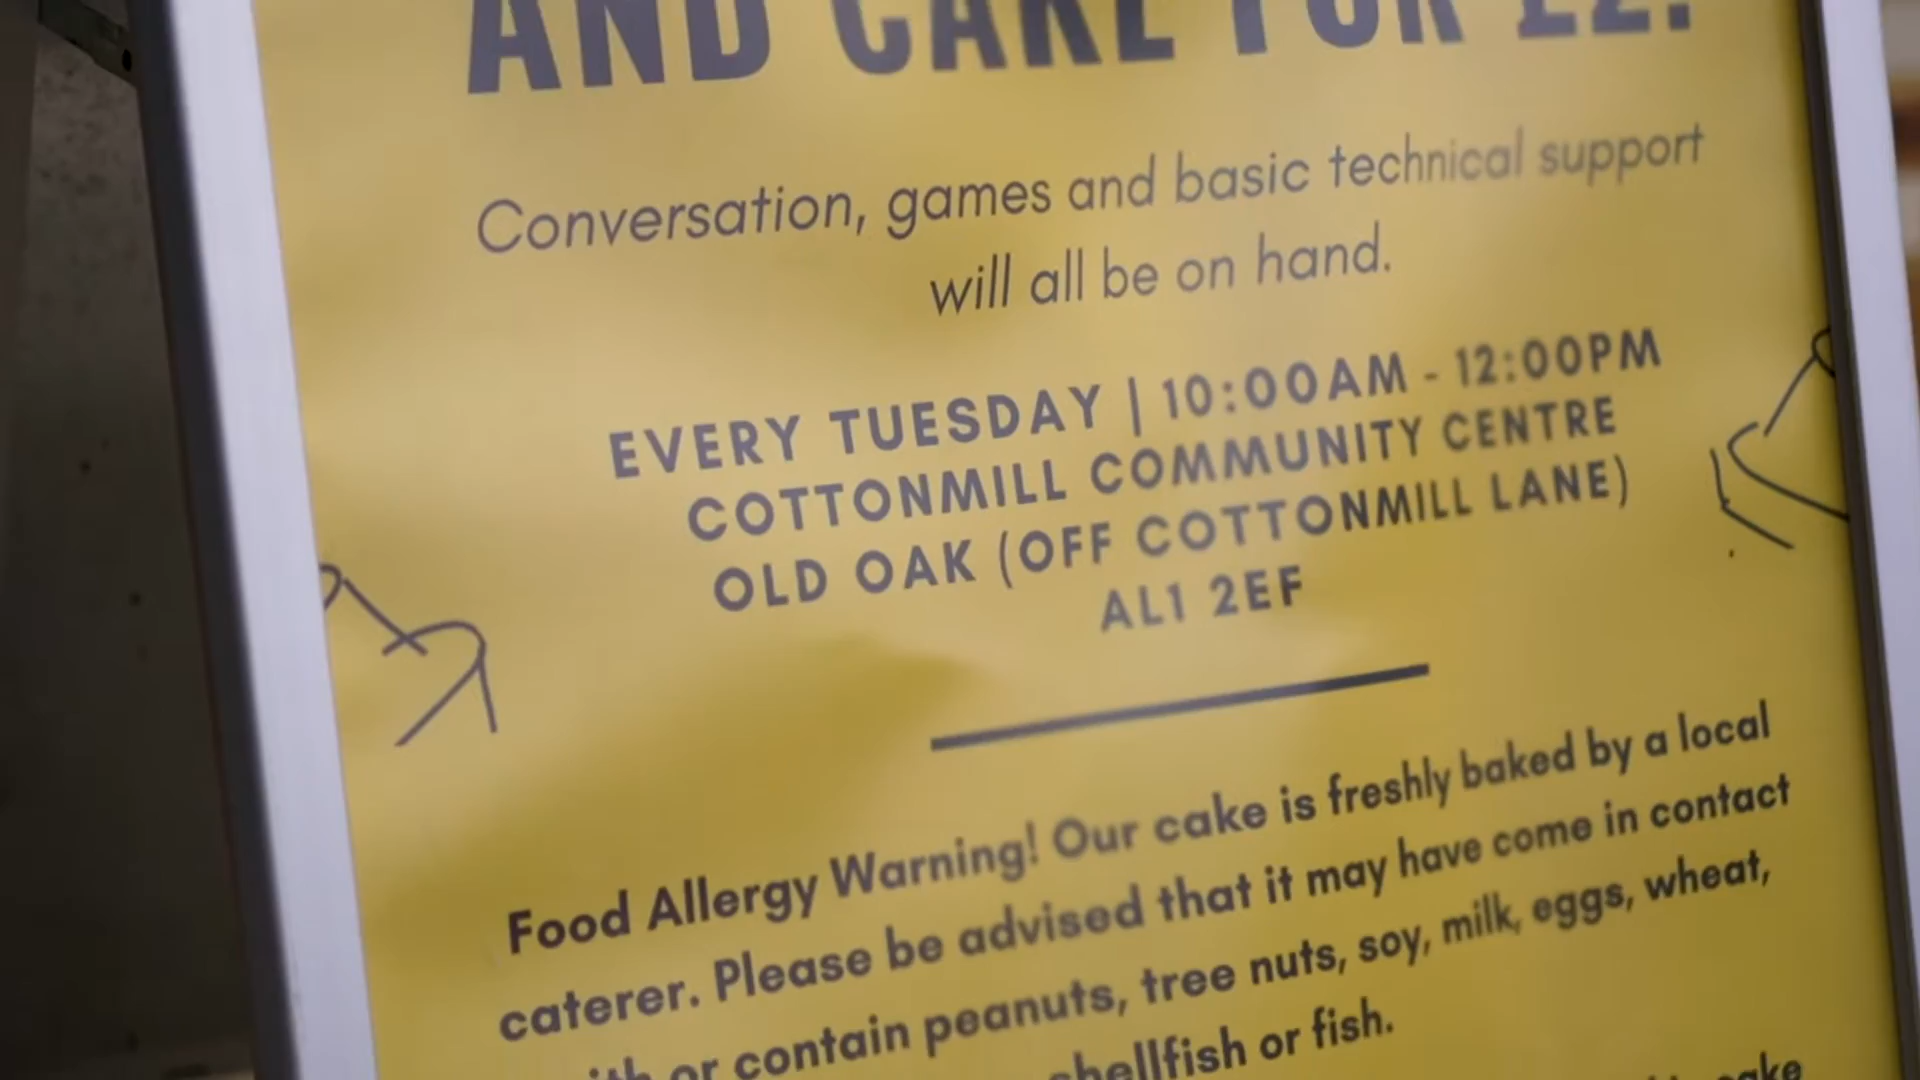 AND CAKE FOR £2!
Conversation, games and basic technical support
will all be on hand.
EVERY TUESDAY | 10:00AM - 12:00PM
COTTONMILL COMMUNITY CENTRE
OLD OAK (OFF COTTONMILL LANE)
AL1 2EF
Food Allergy Warning! Our cake is freshly baked by a local
caterer. Please be advised that it may have come in contact
with or contain peanuts, tree nuts, soy, milk, eggs, wheat,
shellfish or fish.
cake